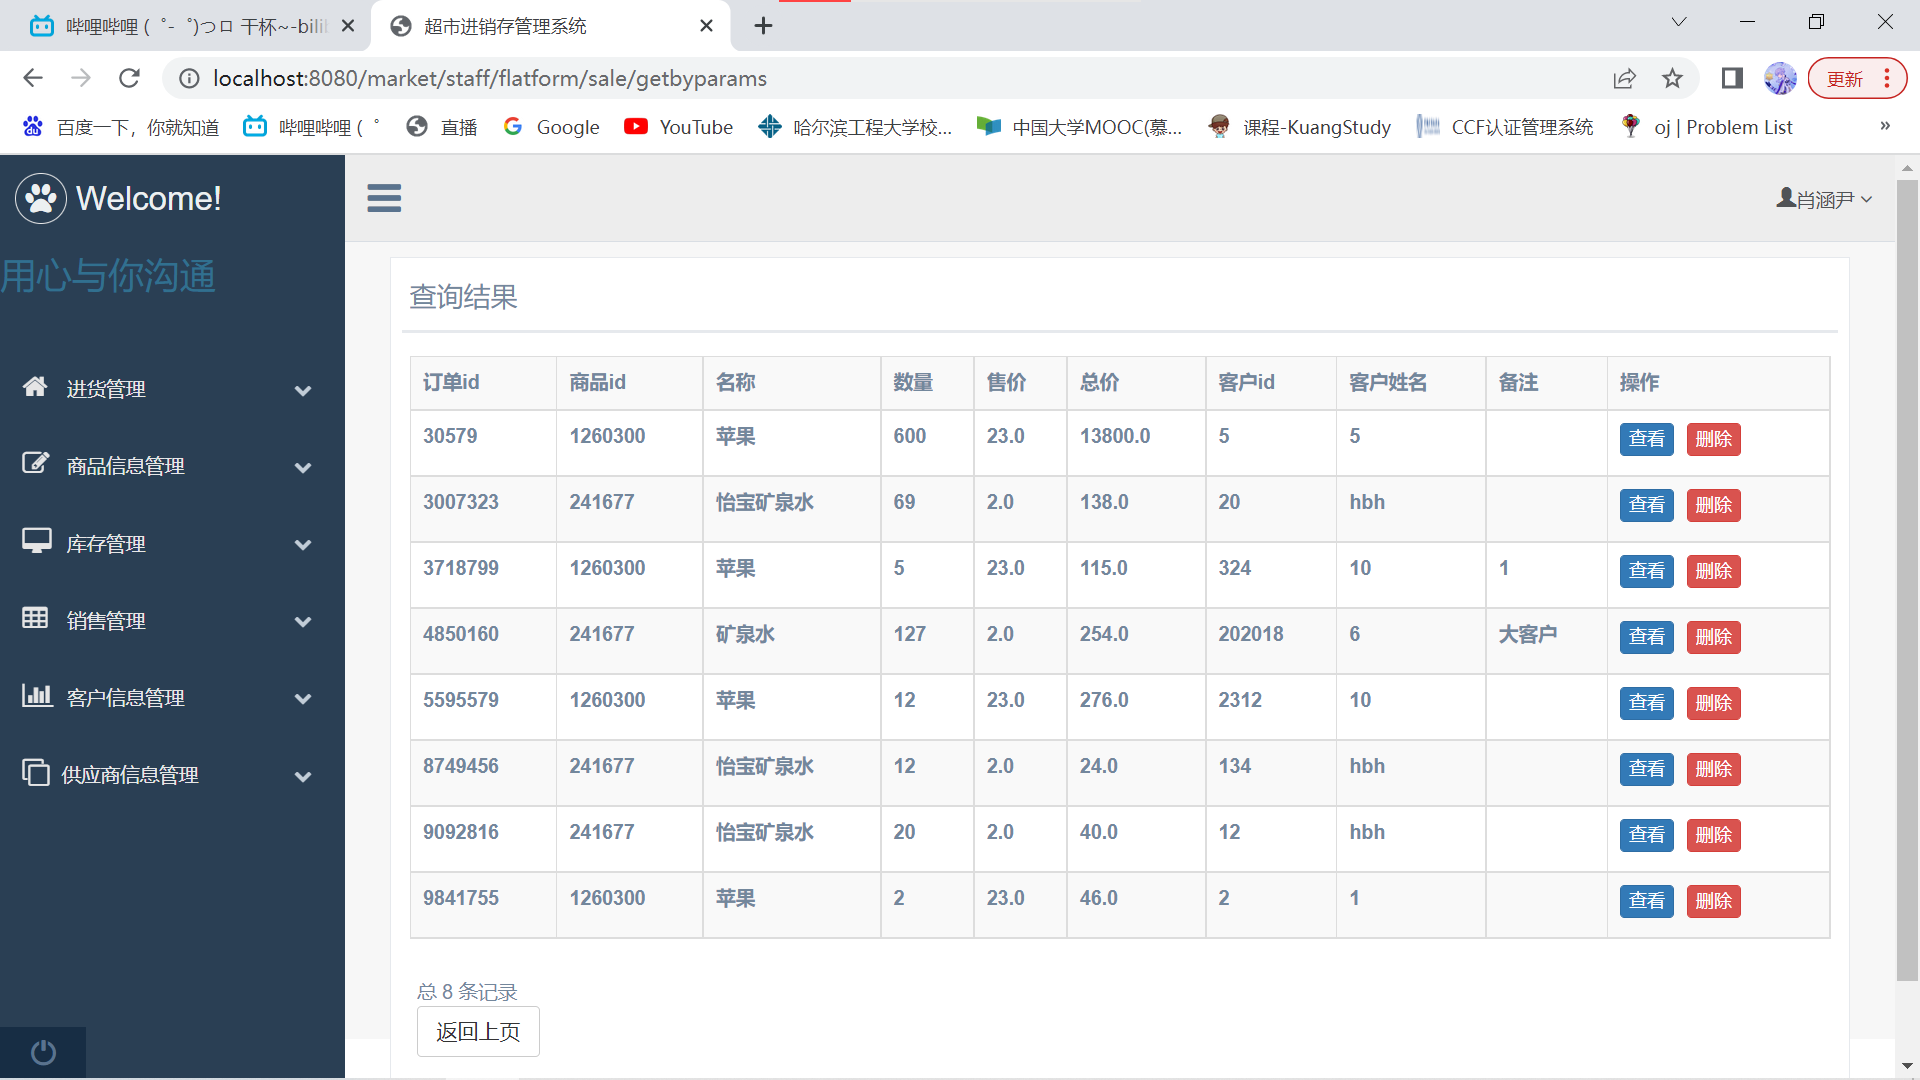 哔哩哔哩 (゜-゜)つロ 干杯~-bili
超市进销存管理系统
localhost:8080/market/staff/flatform/sale/getbyparams
更新
百度一下，你就知道
哔哩哔哩 (゜
直播
Google
YouTube
哈尔滨工程大学校...
中国大学MOOC(慕...
课程-KuangStudy
CCF认证管理系统
oj | Problem List
»
Welcome!
用心与你沟通
进货管理
商品信息管理
库存管理
销售管理
客户信息管理
供应商信息管理
肖涵尹
查询结果
订单id 商品id 名称 数量 售价 总价 客户id 客户姓名 备注 操作
30579 1260300 苹果 600 23.0 13800.0 5 5 查看 删除
3007323 241677 怡宝矿泉水 69 2.0 138.0 20 hbh 查看 删除
3718799 1260300 苹果 5 23.0 115.0 324 10 1 查看 删除
4850160 241677 矿泉水 127 2.0 254.0 202018 6 大客户 查看 删除
5595579 1260300 苹果 12 23.0 276.0 2312 10 查看 删除
8749456 241677 怡宝矿泉水 12 2.0 24.0 134 hbh 查看 删除
9092816 241677 怡宝矿泉水 20 2.0 40.0 12 hbh 查看 删除
9841755 1260300 苹果 2 23.0 46.0 2 1 查看 删除
总 8 条记录
返回上页